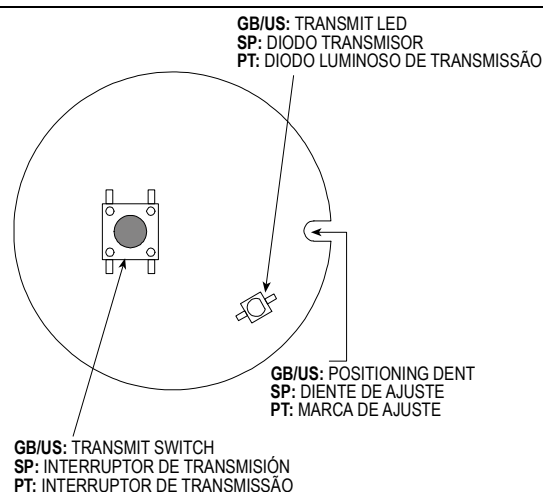 GB/US: TRANSMIT LED
SP: DIODO TRANSMISOR
PT: DIODO LUMINOSO DE TRANSMISSÃO
GB/US: POSITIONING DENT
SP: DIENTE DE AJUSTE
PT: MARCA DE AJUSTE
GB/US: TRANSMIT SWITCH
SP: INTERRUPTOR DE TRANSMISIÓN
PT: INTERRUPTOR DE TRANSMISSÃO